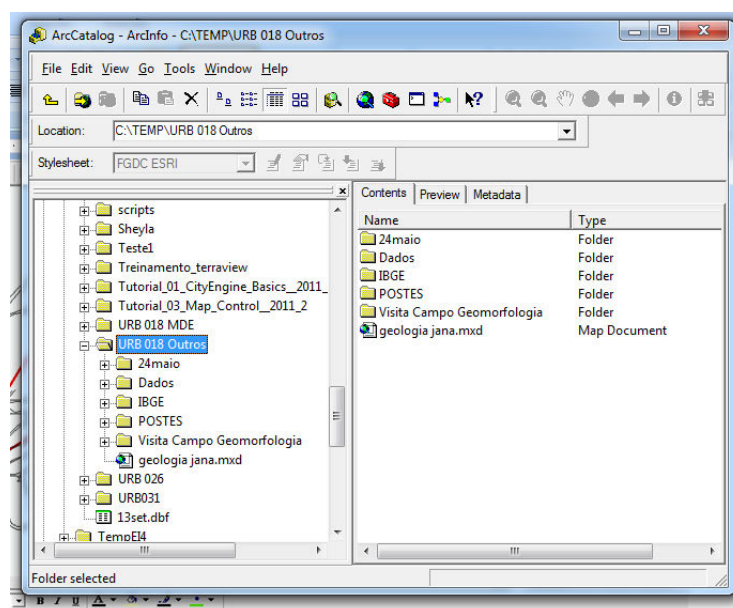 ArcCatalog - ArcInfo - C:\TEMP\URB 018 Outros
File Edit View Go Tools Window Help
Location: C:\TEMP\URB 018 Outros
Stylesheet: FGDC ESRI
scripts
Sheyla
Teste1
Treinamento_terraview
Tutorial_01_CityEngine_Basics__2011_
Tutorial_03_Map_Control__2011_2
URB 018 MDE
URB 018 Outros
24maio
Dados
IBGE
POSTES
Visita Campo Geomorfologia
geologia jana.mxd
URB 026
URB031
13set.dbf
TempEI4
Contents Preview Metadata
Name Type
24maio Folder
Dados Folder
IBGE Folder
POSTES Folder
Visita Campo Geomorfologia Folder
geologia jana.mxd Map Document
Folder selected
B I U A